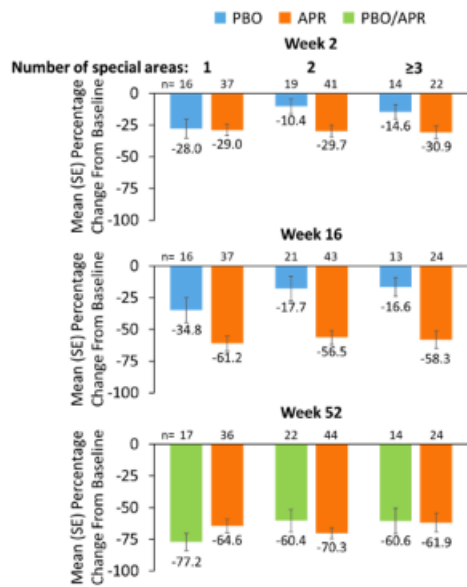 PBO APR PBO/APR
Week 2
Number of special areas: 1 2 ≥3
n= 16 37 19 41 14 22
Mean (SE) Percentage
Change From Baseline
0
-25
-50
-75
-100
-28.0 -29.0 -10.4 -29.7 -14.6 -30.9
Week 16
n= 16 37 21 43 13 24
Mean (SE) Percentage
Change From Baseline
0
-25
-50
-75
-100
-34.8 -61.2 -17.7 -56.5 -16.6 -58.3
Week 52
n= 17 36 22 44 14 24
Mean (SE) Percentage
Change From Baseline
0
-25
-50
-75
-100
-77.2 -64.6 -60.4 -70.3 -60.6 -61.9